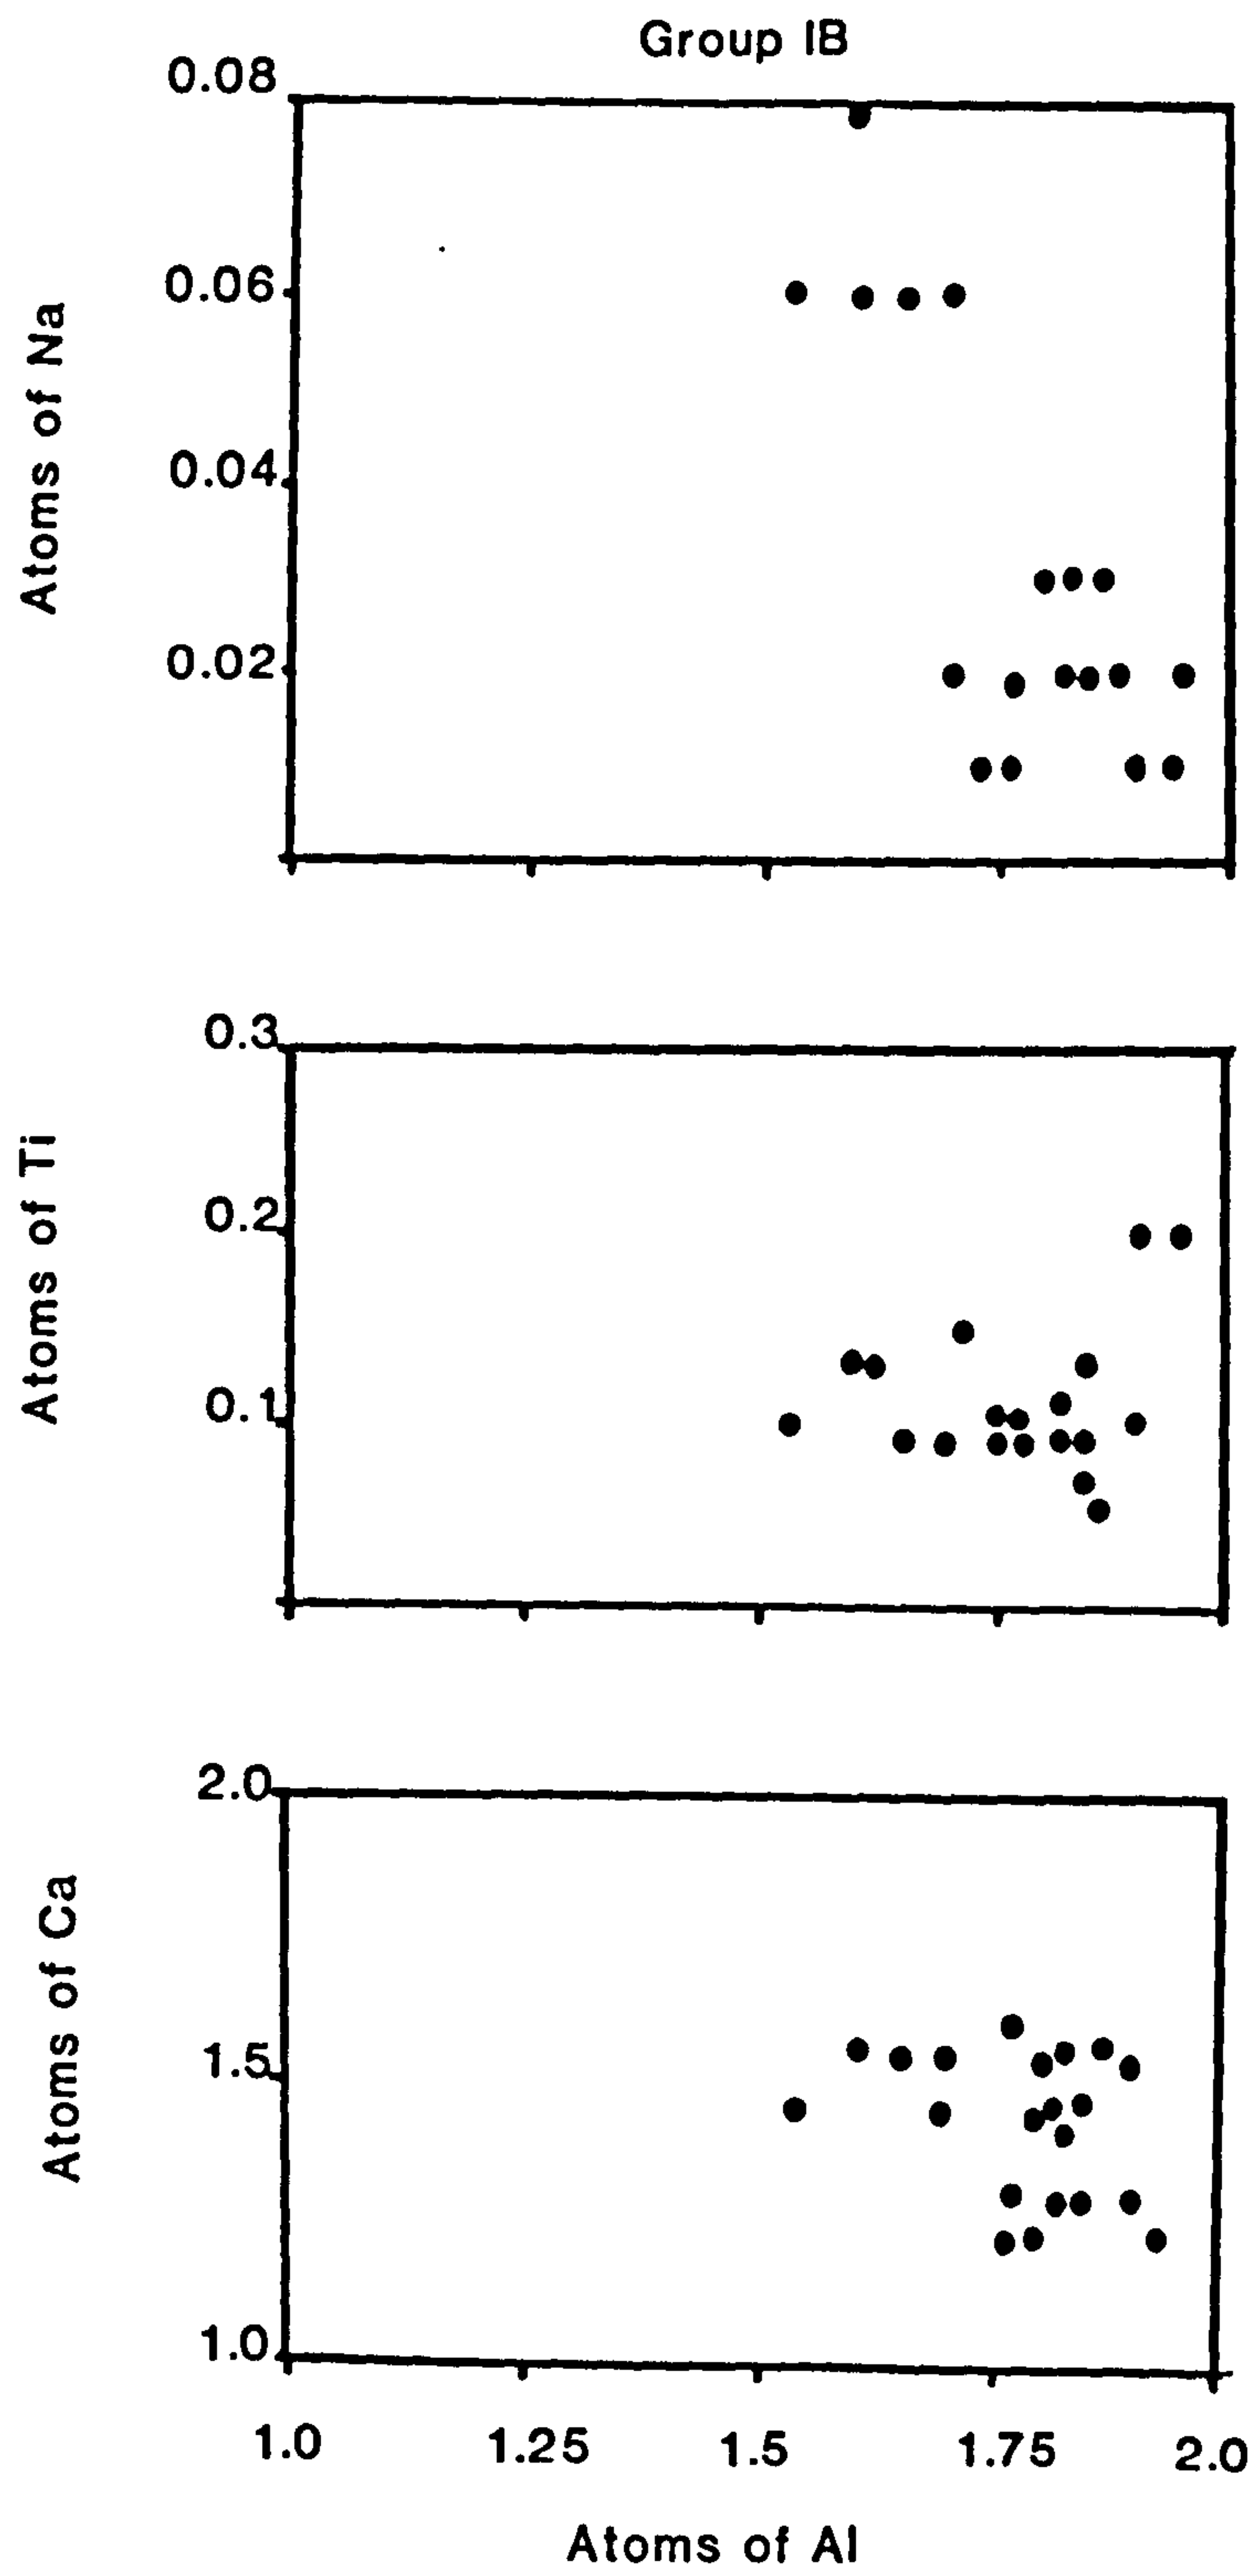 Group IB
0.08
0.06
0.04
0.02
Atoms of Na
0.3
0.2
0.1
Atoms of Ti
2.0
1.5
1.0
Atoms of Ca
1.0 1.25 1.5 1.75 2.0
Atoms of Al